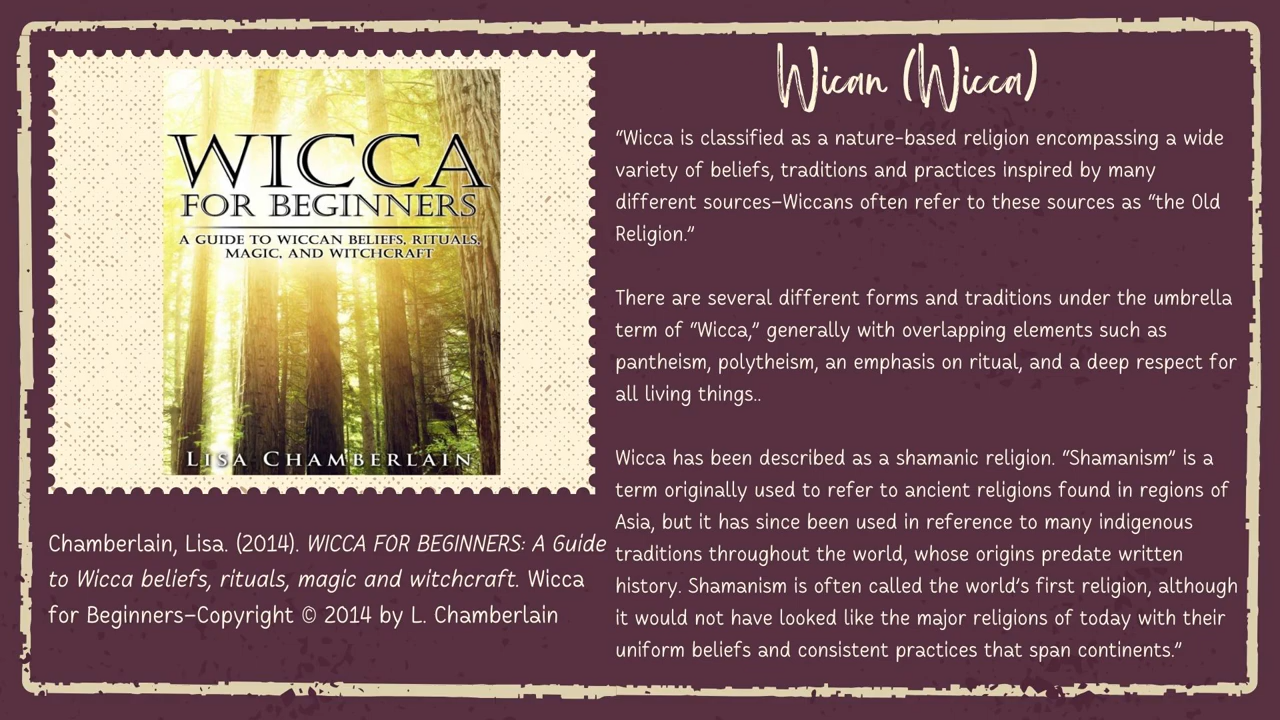 WICCA
FOR BEGINNERS
A GUIDE TO WICCAN BELIEFS, RITUALS,
MAGIC, AND WITCHCRAFT
LISA CHAMBERLAIN
Chamberlain, Lisa. (2014). WICCA FOR BEGINNERS: A Guide
to Wicca beliefs, rituals, magic and witchcraft. Wicca
for Beginners–Copyright © 2014 by L. Chamberlain
Wican (Wicca)
“Wicca is classified as a nature-based religion encompassing a wide
variety of beliefs, traditions and practices inspired by many
different sources–Wiccans often refer to these sources as “the Old
Religion.”
There are several different forms and traditions under the umbrella
term of “Wicca,” generally with overlapping elements such as
pantheism, polytheism, an emphasis on ritual, and a deep respect for
all living things..
Wicca has been described as a shamanic religion. “Shamanism” is a
term originally used to refer to ancient religions found in regions of
Asia, but it has since been used in reference to many indigenous
traditions throughout the world, whose origins predate written
history. Shamanism is often called the world’s first religion, although
it would not have looked like the major religions of today with their
uniform beliefs and consistent practices that span continents.”